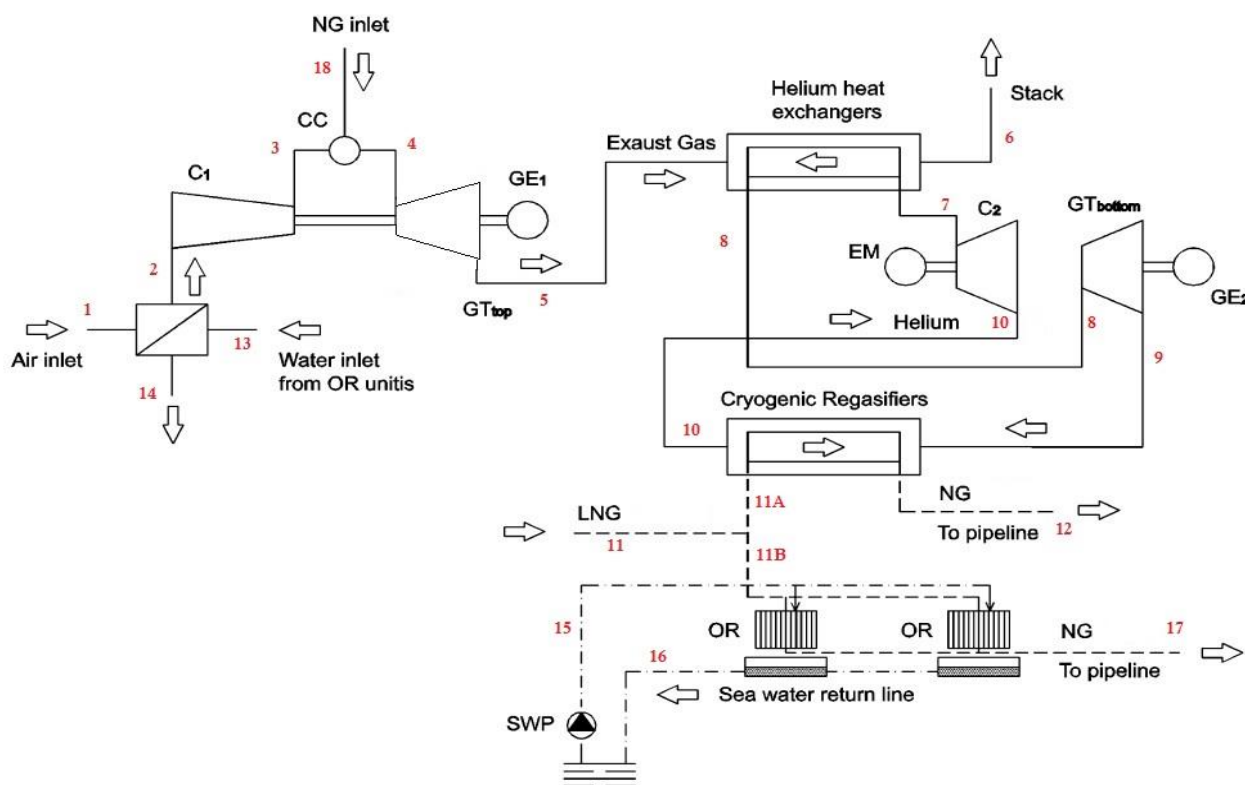 NG inlet
18
CC
3
4
C1
GE1
2
1
13
Air inlet
Water inlet
from OR unitis
14
5
GTtop
Exaust Gas
Helium heat
exchangers
Stack
6
7
C2
GTbottom
8
EM
GE2
Helium
10
8
9
Cryogenic Regasifiers
10
11A
NG
LNG
To pipeline
12
11
11B
15
OR
OR
NG
17
16
To pipeline
Sea water return line
SWP